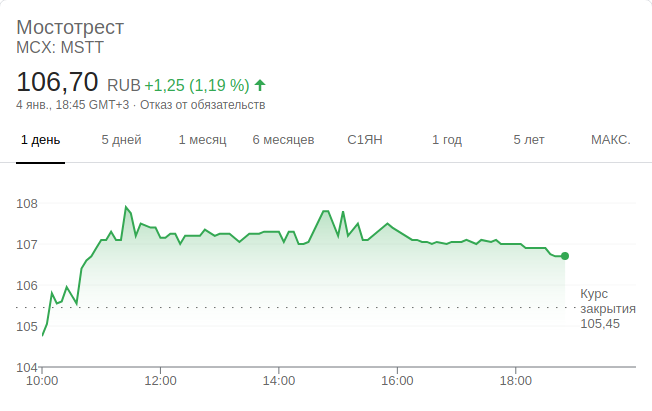 Мостотрест
MCX: MSTT
106,70 RUB +1,25 (1,19 %)
4 янв., 18:45 GMT+3 · Отказ от обязательств
1 день 5 дней 1 месяц 6 месяцев С1ЯН 1 год 5 лет МАКС.
108
107
106
Курс
закрытия
105,45
105
104
10:00 12:00 14:00 16:00 18:00